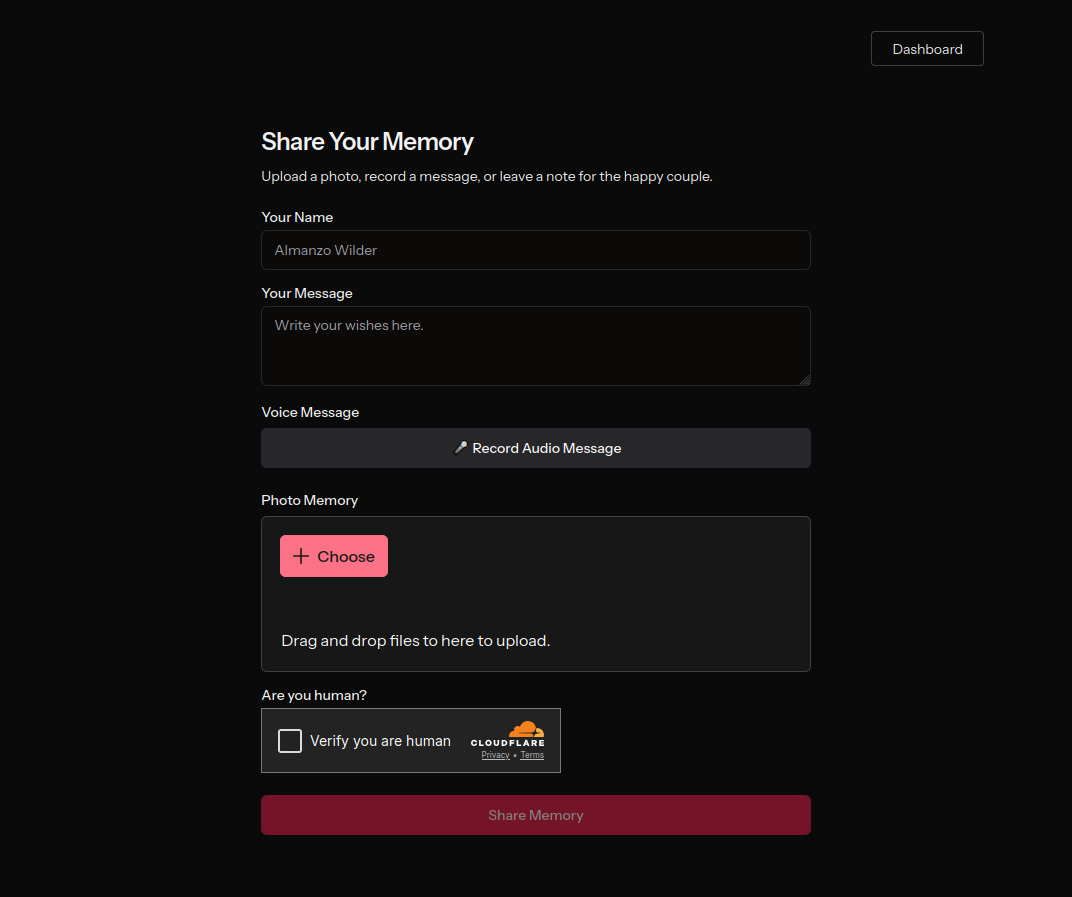 Dashboard
Share Your Memory
Upload a photo, record a message, or leave a note for the happy couple.
Your Name
Almanzo Wilder
Your Message
Write your wishes here.
Voice Message
🎤 Record Audio Message
Photo Memory
+ Choose
Drag and drop files to here to upload.
Are you human?
Verify you are human
CLOUDFLARE
Privacy • Terms
Share Memory